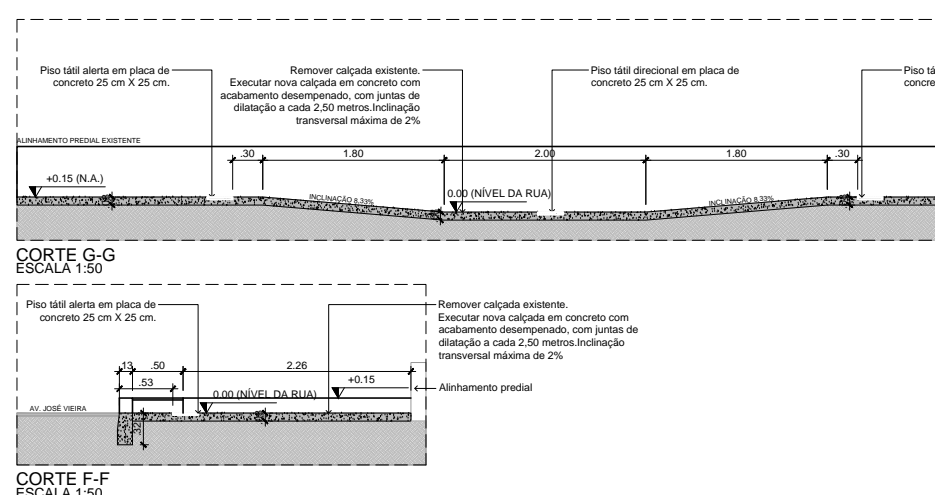 Piso tátil alerta em placa de
concreto 25 cm X 25 cm.
Remover calçada existente.
Executar nova calçada em concreto com
acabamento desempenado, com juntas de
dilatação a cada 2,50 metros.Inclinação
transversal máxima de 2%
Piso tátil direcional em placa de
concreto 25 cm X 25 cm.
Piso tá
concre
ALINHAMENTO PREDIAL EXISTENTE
.30
1.80
2.00
1.80
.30
+0.15 (N.A.)
INCLINAÇÃO 8,33%
0.00 (NÍVEL DA RUA)
INCLINAÇÃO 8,33%
CORTE G-G
ESCALA 1:50
Piso tátil alerta em placa de
concreto 25 cm X 25 cm.
Remover calçada existente.
Executar nova calçada em concreto com
acabamento desempenado, com juntas de
dilatação a cada 2,50 metros.Inclinação
transversal máxima de 2%
.13
.50
2.26
.53
+0.15
Alinhamento predial
0.00 (NÍVEL DA RUA)
AV. JOSÉ VIEIRA
.32
CORTE F-F
ESCALA 1:50